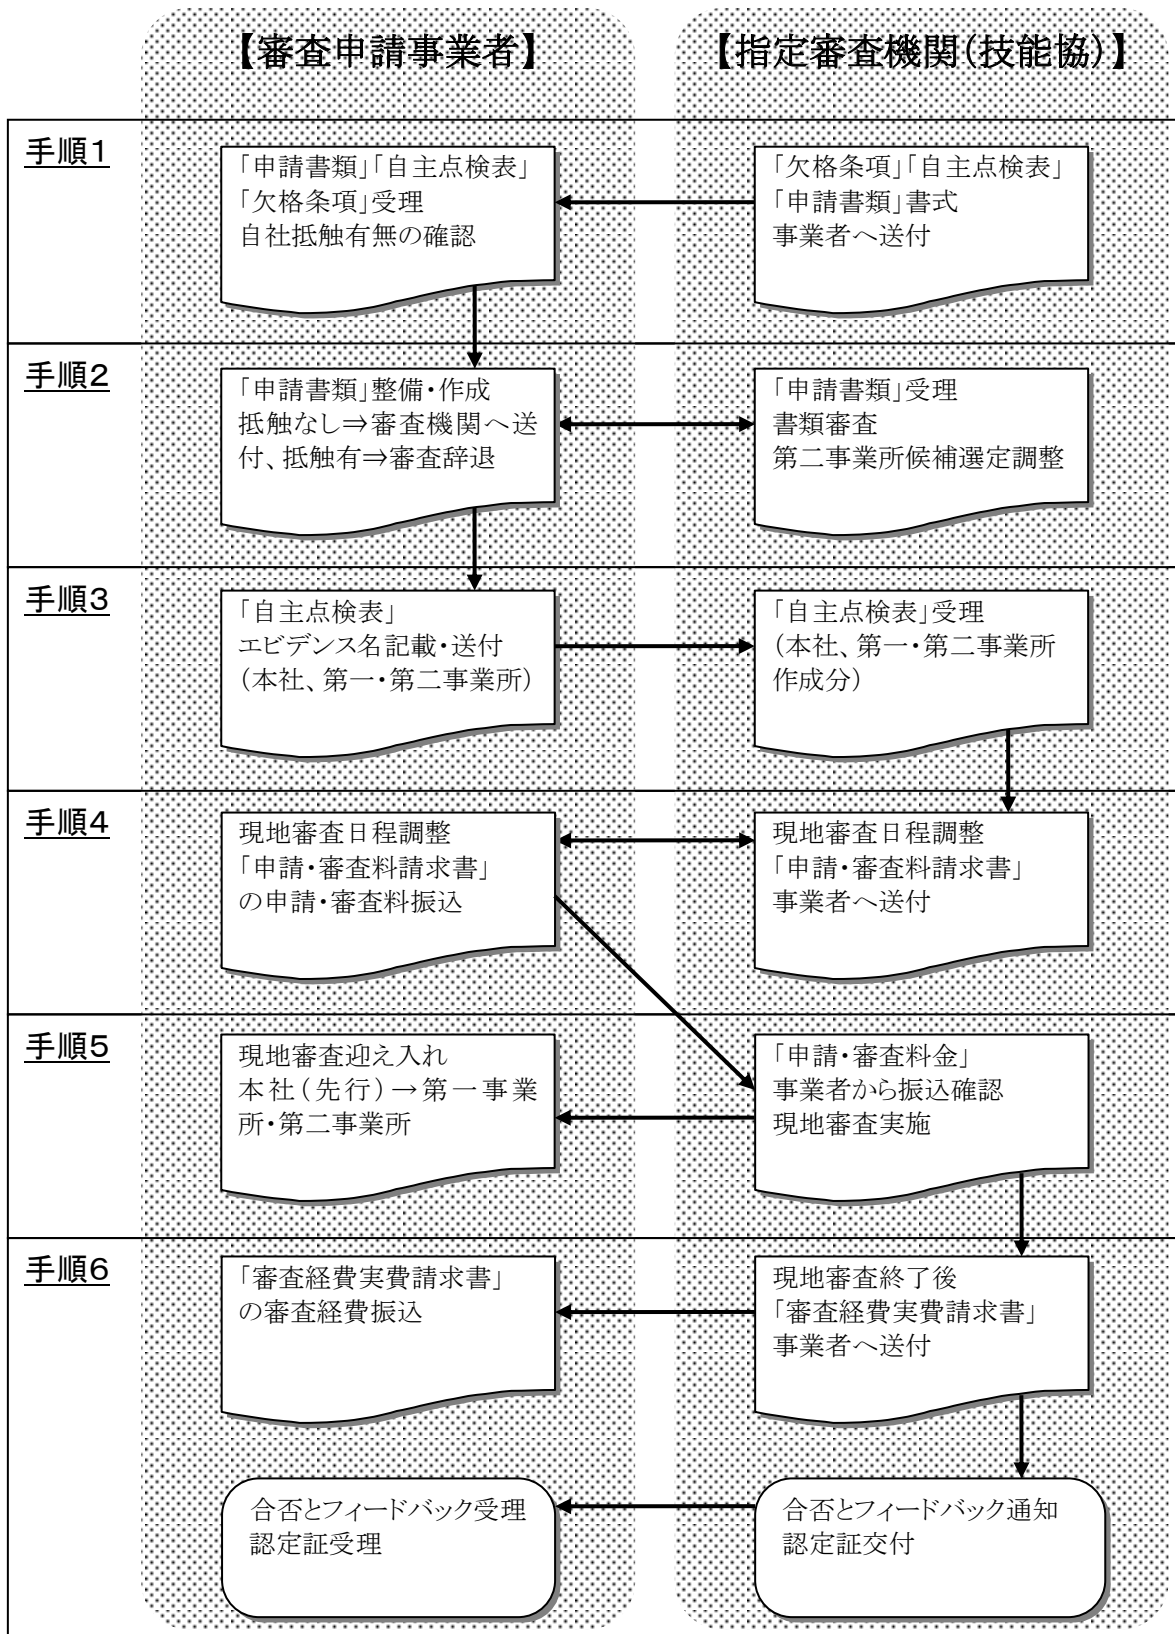 【審査申請事業者】
【指定審査機関(技能協)】
手順1
「申請書類」「自主点検表」
「欠格条項」受理
自社抵触有無の確認
「欠格条項」「自主点検表」
「申請書類」書式
事業者へ送付
手順2
「申請書類」整備・作成
抵触なし⇒審査機関へ送
付、抵触有⇒審査辞退
「申請書類」受理
書類審査
第二事業所候補選定調整
手順3
「自主点検表」
エビデンス名記載・送付
(本社、第一・第二事業所)
「自主点検表」受理
(本社、第一・第二事業所
作成分)
手順4
現地審査日程調整
「申請・審査料請求書」
の申請・審査料振込
現地審査日程調整
「申請・審査料請求書」
事業者へ送付
手順5
現地審査迎え入れ
本社(先行)→第一事業
所・第二事業所
「申請・審査料金」
事業者から振込確認
現地審査実施
手順6
「審査経費実費請求書」
の審査経費振込
現地審査終了後
「審査経費実費請求書」
事業者へ送付
合否とフィードバック受理
認定証受理
合否とフィードバック通知
認定証交付